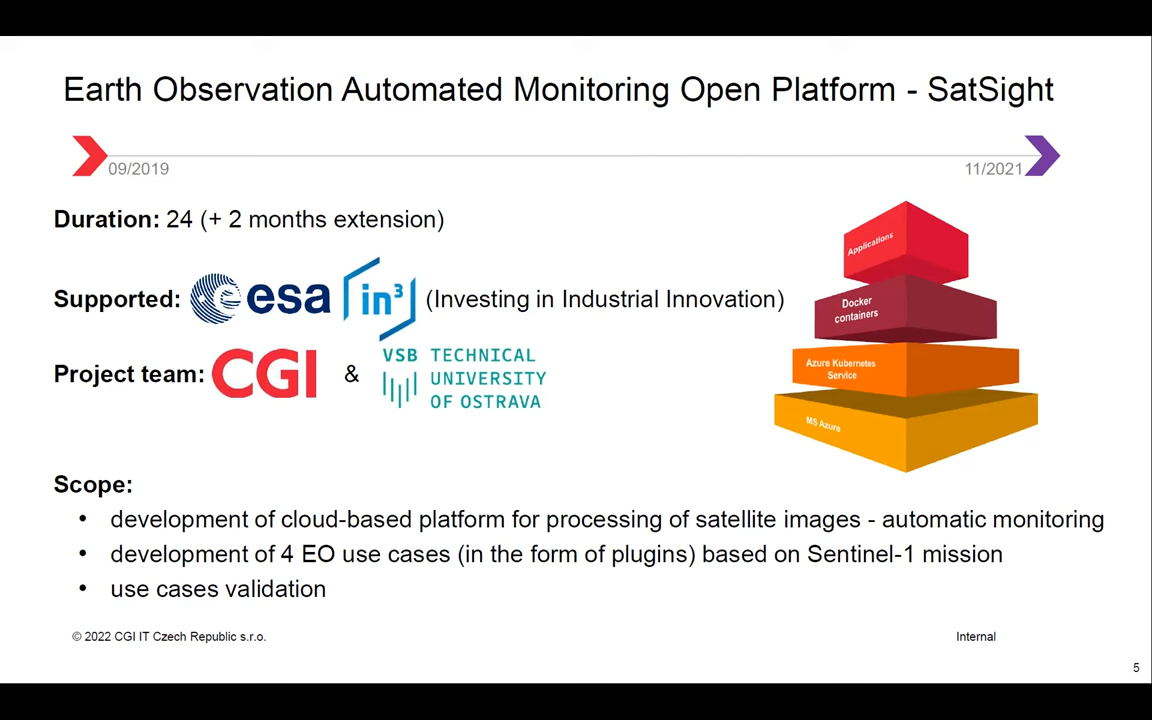 Earth Observation Automated Monitoring Open Platform - SatSight
09/2019
11/2021
Duration: 24 (+ 2 months extension)
Supported: esa in³ (Investing in Industrial Innovation)
Project team: CGI & VSB TECHNICAL
UNIVERSITY
OF OSTRAVA
Applications
Docker
containers
Azure Kubernetes
Service
MS Azure
Scope:
• development of cloud-based platform for processing of satellite images - automatic monitoring
• development of 4 EO use cases (in the form of plugins) based on Sentinel-1 mission
• use cases validation
© 2022 CGI IT Czech Republic s.r.o.
Internal
5